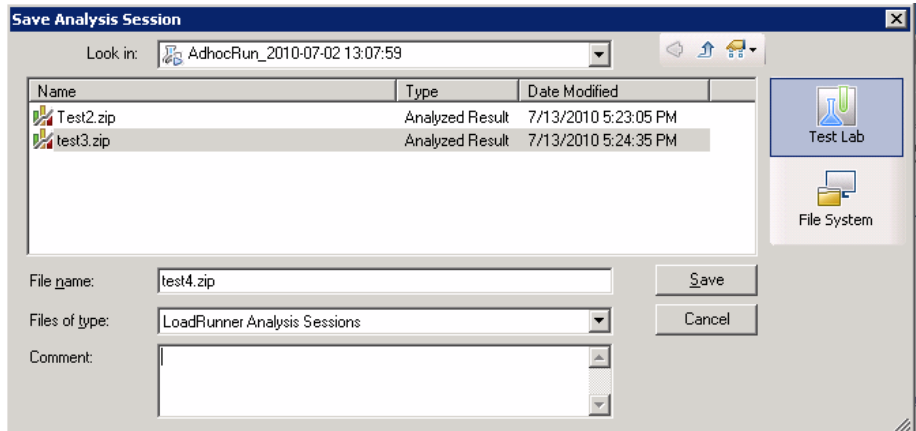 Save Analysis Session
Look in: AdhocRun_2010-07-02 13:07:59
Name Type Date Modified
Test2.zip Analyzed Result 7/13/2010 5:23:05 PM
test3.zip Analyzed Result 7/13/2010 5:24:35 PM
Test Lab
File System
File name: test4.zip Save
Files of type: LoadRunner Analysis Sessions Cancel
Comment: